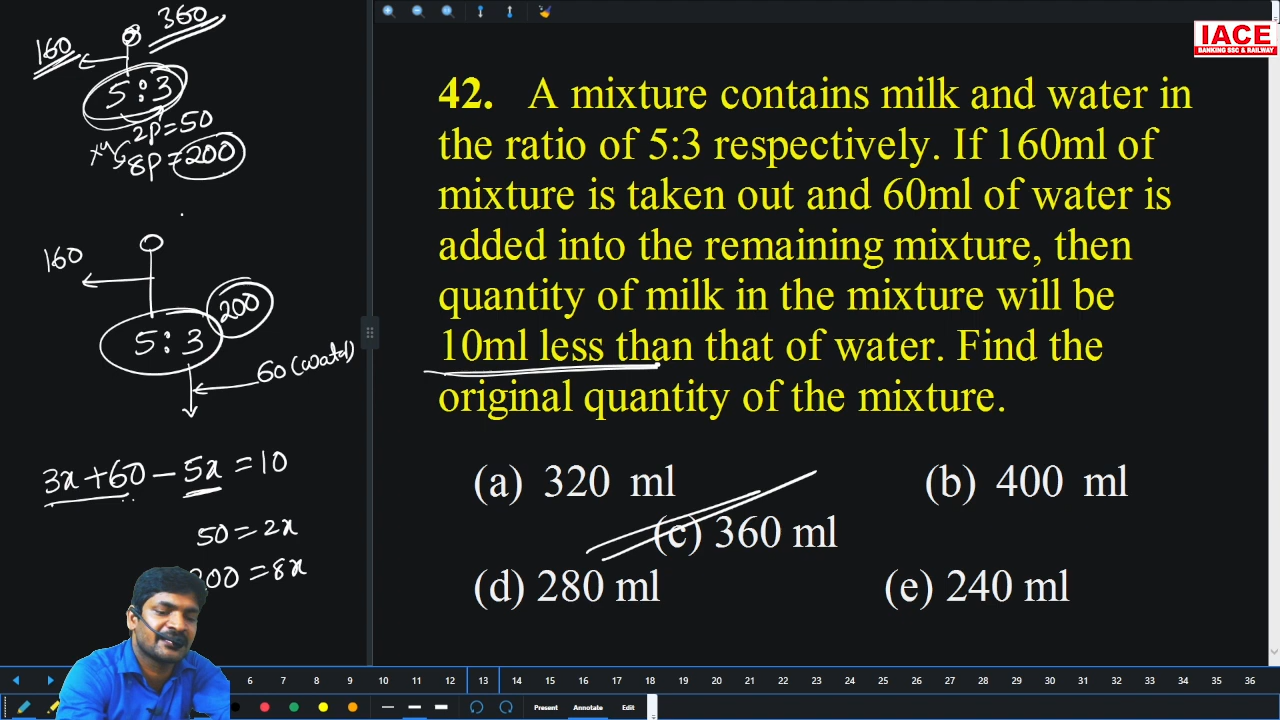 360
160
5:3
2p=50
×4
8p=200
160
200
5:3
60(water)
3x+60-5x=10
50=2x
200=8x
IACE
BANKING SSC & RAILWAY
42. A mixture contains milk and water in
the ratio of 5:3 respectively. If 160ml of
mixture is taken out and 60ml of water is
added into the remaining mixture, then
quantity of milk in the mixture will be
10ml less than that of water. Find the
original quantity of the mixture.
(a) 320 ml (b) 400 ml
(c) 360 ml
(d) 280 ml (e) 240 ml
6 7 8 9 10 11 12 13 14 15 16 17 18 19 20 21 22 23 24 25 26 27 28 29 30 31 32 33 34 35 36
Present Annotate Edit